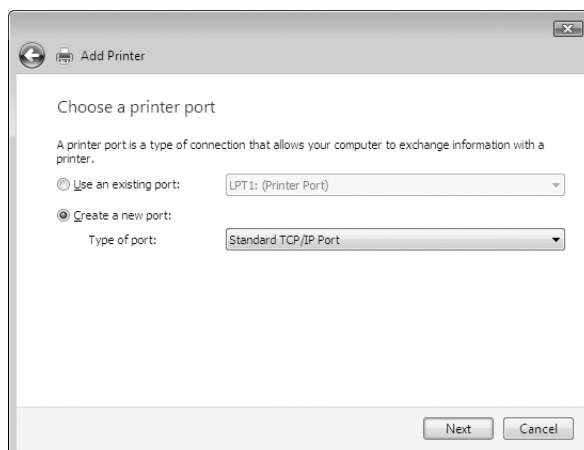 Add Printer
Choose a printer port
A printer port is a type of connection that allows your computer to exchange information with a
printer.
Use an existing port: LPT1: (Printer Port)
Create a new port:
Type of port: Standard TCP/IP Port
Next Cancel